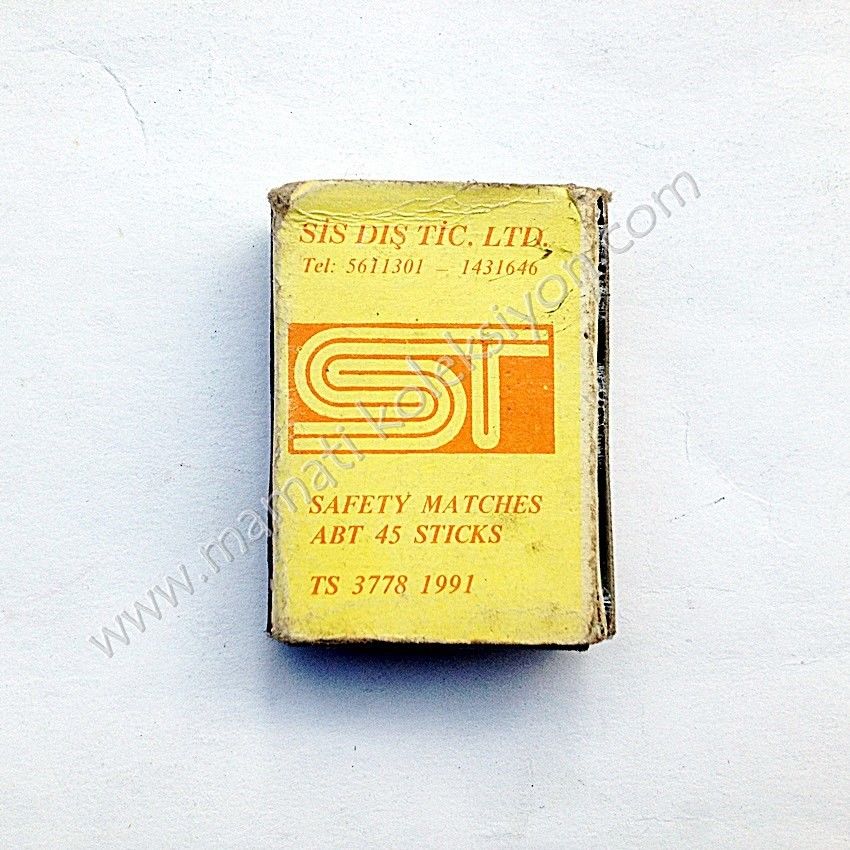 SİS DIŞ TİC. LTD.
Tel: 5611301 – 1431646
ST
SAFETY MATCHES
ABT 45 STICKS
TS 3778 1991
www.mamati koleksiyon.com